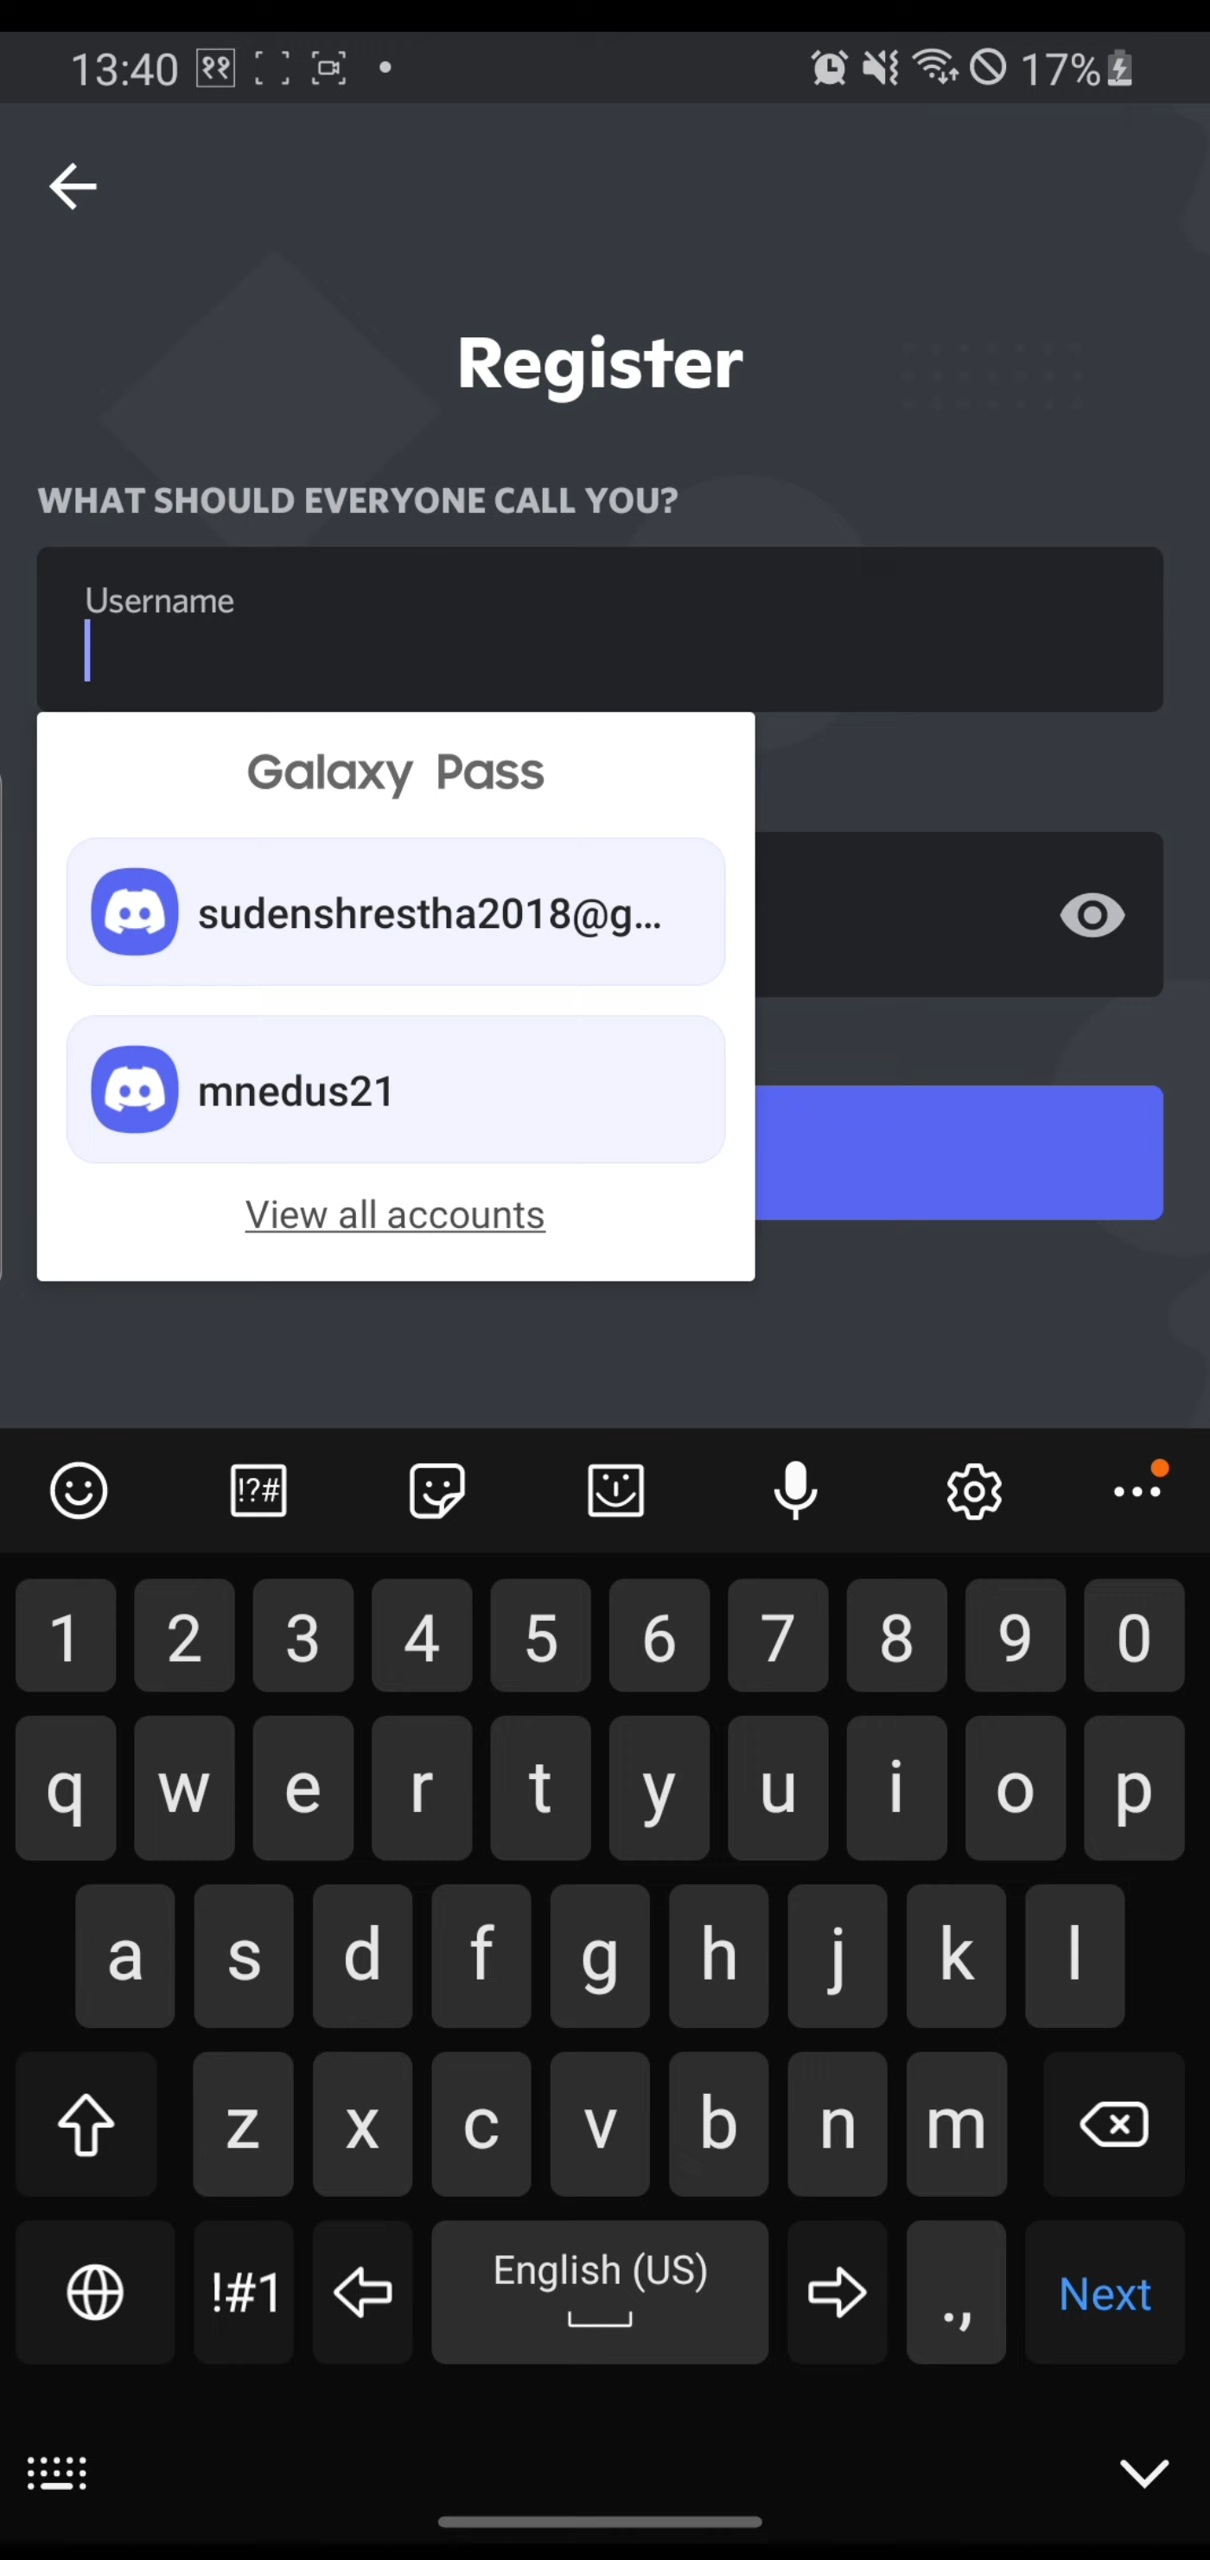 13:40 ११ 17%
Register
WHAT SHOULD EVERYONE CALL YOU?
Username
Galaxy Pass
sudenshrestha2018@g...
mnedus21
View all accounts
!?#
1 2 3 4 5 6 7 8 9 0
q w e r t y u i o p
a s d f g h j k l
z x c v b n m
!#1 English (US) ., Next